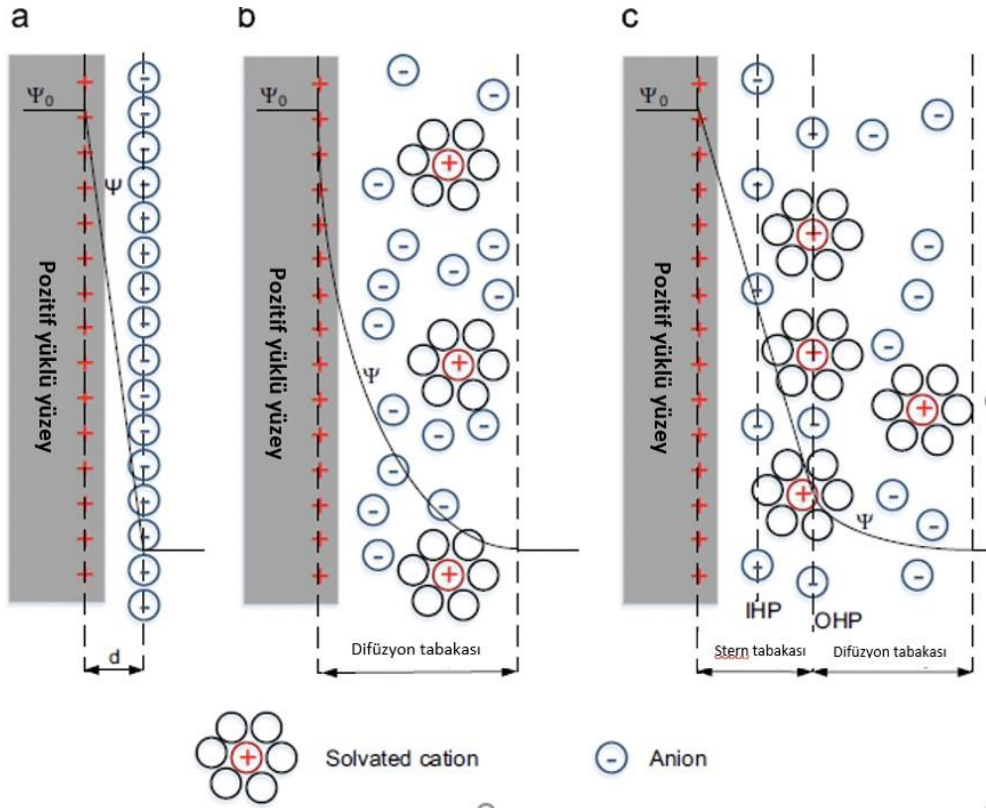 a
b
c
Ψ₀
Ψ
Pozitif yüklü yüzey
d
Ψ₀
Ψ
Pozitif yüklü yüzey
Difüzyon tabakası
Ψ₀
Ψ
Pozitif yüklü yüzey
IHP
OHP
Stern tabakası
Difüzyon tabakası
Solvated cation
Anion